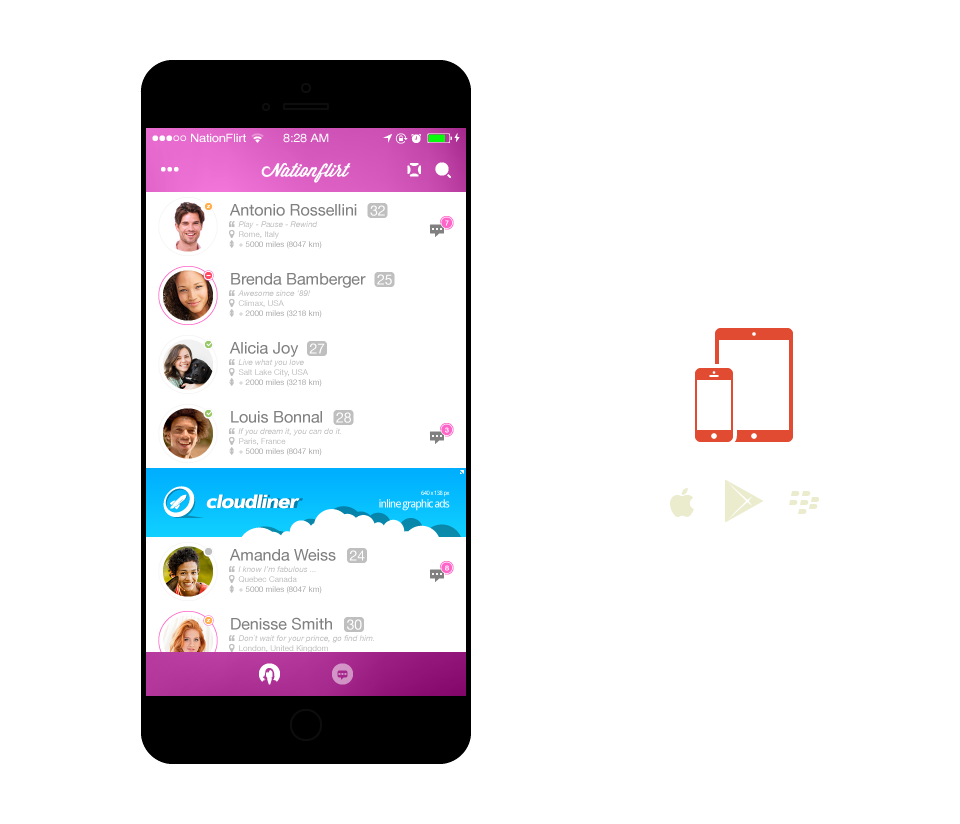 NationFlirt 8:28 AM
Nationflirt
Antonio Rossellini 32
Play - Pause - Rewind
Rome, Italy
+ 5000 miles (8047 km)
7
Brenda Bamberger 25
Awesome since '89!
Climax, USA
+ 2000 miles (3218 km)
Alicia Joy 27
Live what you love
Salt Lake City, USA
+ 2000 miles (3218 km)
Louis Bonnal 28
If you dream it, you can do it.
Paris, France
+ 5000 miles (8047 km)
3
cloudliner
640 x 138 px
inline graphic ads
Amanda Weiss 24
I know I'm fabulous ...
Quebec Canada
+ 5000 miles (8047 km)
Denisse Smith 30
Don't wait for your prince, go find him.
London, United Kingdom